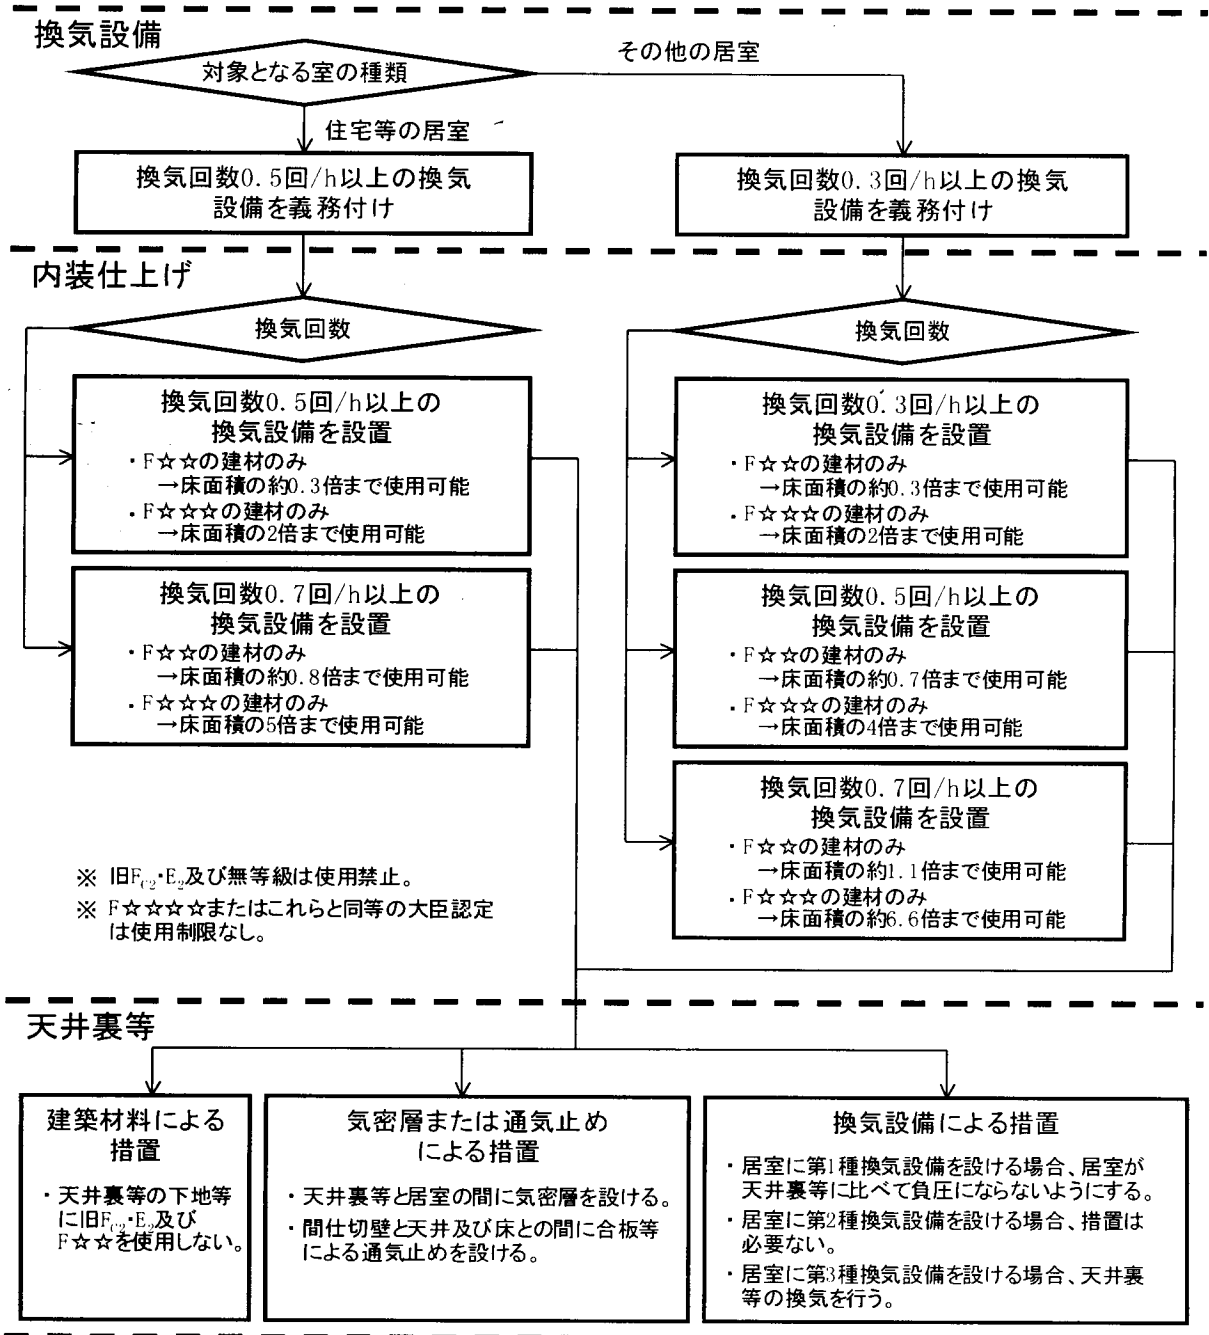 換気設備
対象となる室の種類
その他の居室
住宅等の居室
換気回数0.5回/h以上の換気
設備を義務付け
換気回数0.3回/h以上の換気
設備を義務付け
内装仕上げ
換気回数
換気回数
換気回数0.5回/h以上の
換気設備を設置
・F☆☆の建材のみ
→床面積の約0.3倍まで使用可能
・F☆☆☆の建材のみ
→床面積の2倍まで使用可能
換気回数0.7回/h以上の
換気設備を設置
・F☆☆の建材のみ
→床面積の約0.8倍まで使用可能
・F☆☆☆の建材のみ
→床面積の5倍まで使用可能
換気回数0.3回/h以上の
換気設備を設置
・F☆☆の建材のみ
→床面積の約0.3倍まで使用可能
・F☆☆☆の建材のみ
→床面積の2倍まで使用可能
換気回数0.5回/h以上の
換気設備を設置
・F☆☆の建材のみ
→床面積の約0.7倍まで使用可能
・F☆☆☆の建材のみ
→床面積の4倍まで使用可能
換気回数0.7回/h以上の
換気設備を設置
・F☆☆の建材のみ
→床面積の約1.1倍まで使用可能
・F☆☆☆の建材のみ
→床面積の約6.6倍まで使用可能
※ 旧FC2・E2及び無等級は使用禁止。
※ F☆☆☆☆またはこれらと同等の大臣認定
は使用制限なし。
天井裏等
建築材料による
措置
・天井裏等の下地等
に旧FC2・E2及び
F☆☆を使用しない。
気密層または通気止め
による措置
・天井裏等と居室の間に気密層を設ける。
・間仕切壁と天井及び床との間に合板等
による通気止めを設ける。
換気設備による措置
・居室に第1種換気設備を設ける場合、居室が
天井裏等に比べて負圧にならないようにする。
・居室に第2種換気設備を設ける場合、措置は
必要ない。
・居室に第3種換気設備を設ける場合、天井裏
等の換気を行う。